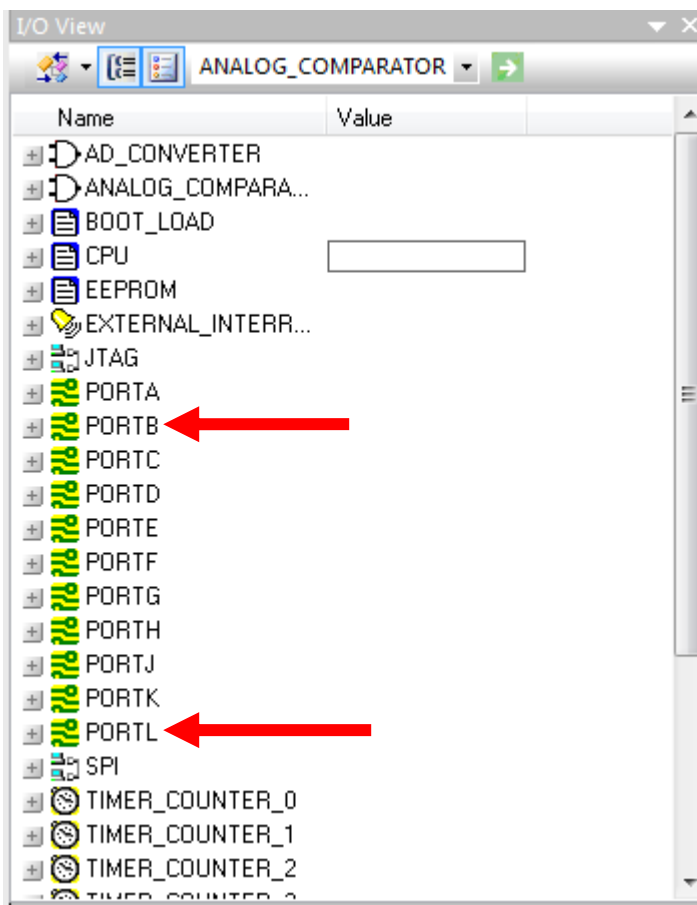 I/O View
ANALOG_COMPARATOR
Name Value
AD_CONVERTER
ANALOG_COMPARA...
BOOT_LOAD
CPU
EEPROM
EXTERNAL_INTERR...
JTAG
PORTA
PORTB
PORTC
PORTD
PORTE
PORTF
PORTG
PORTH
PORTJ
PORTK
PORTL
SPI
TIMER_COUNTER_0
TIMER_COUNTER_1
TIMER_COUNTER_2